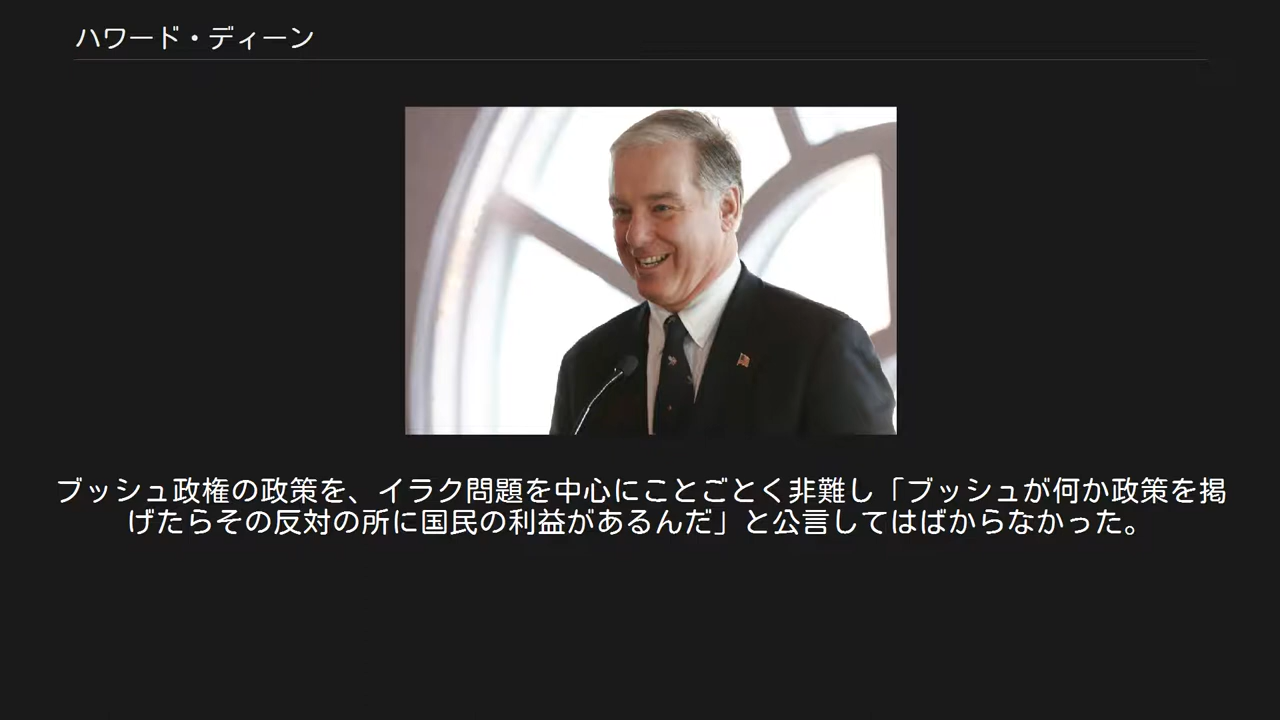 ハワード・ディーン
ブッシュ政権の政策を、イラク問題を中心にことごとく非難し「ブッシュが何か政策を掲
げたらその反対の所に国民の利益があるんだ」と公言してはばからなかった。